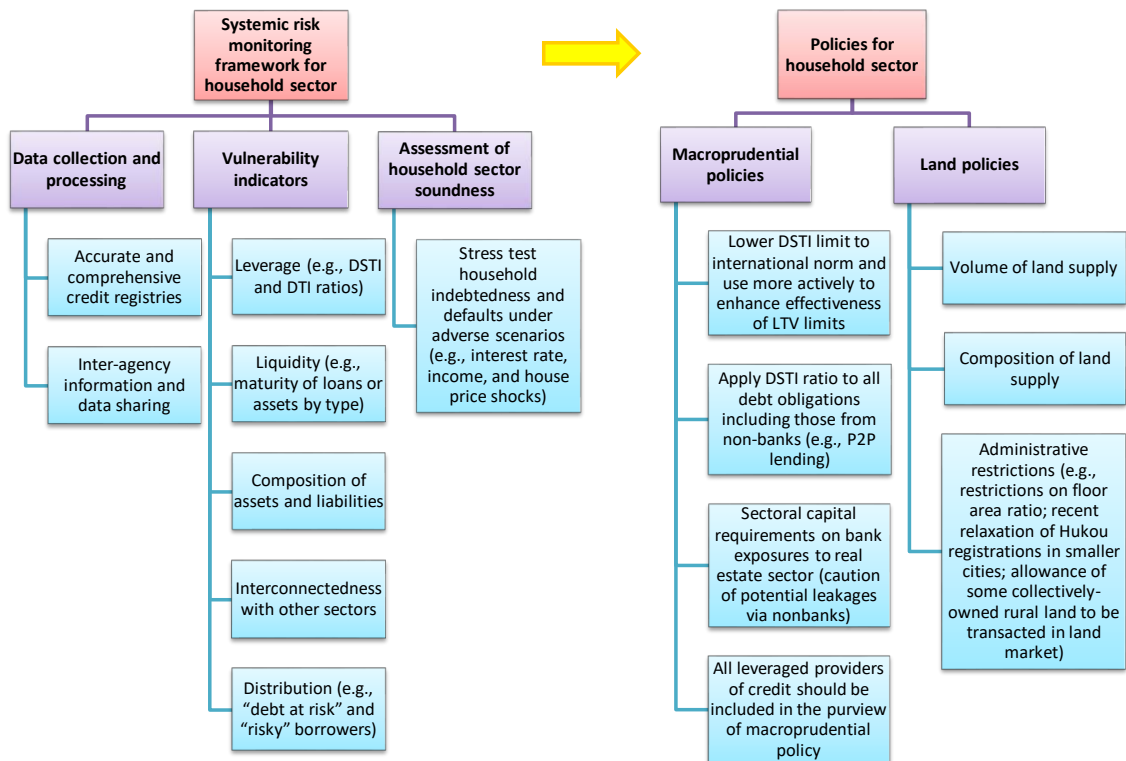 Systemic risk
monitoring
framework for
household sector
Data collection and
processing
Accurate and
comprehensive
credit registries
Inter-agency
information and
data sharing
Vulnerability
indicators
Leverage (e.g., DSTI
and DTI ratios)
Liquidity (e.g.,
maturity of loans or
assets by type)
Composition of
assets and liabilities
Interconnectedness
with other sectors
Distribution (e.g.,
“debt at risk” and
“risky” borrowers)
Assessment of
household sector
soundness
Stress test
household
indebtedness and
defaults under
adverse scenarios
(e.g., interest rate,
income, and house
price shocks)
Policies for
household sector
Macroprudential
policies
Lower DSTI limit to
international norm and
use more actively to
enhance effectiveness
of LTV limits
Apply DSTI ratio to all
debt obligations
including those from
non-banks (e.g., P2P
lending)
Sectoral capital
requirements on bank
exposures to real
estate sector (caution
of potential leakages
via nonbanks)
All leveraged providers
of credit should be
included in the purview
of macroprudential
policy
Land policies
Volume of land supply
Composition of land
supply
Administrative
restrictions (e.g.,
restrictions on floor
area ratio; recent
relaxation of Hukou
registrations in smaller
cities; allowance of
some collectively-
owned rural land to be
transacted in land
market)